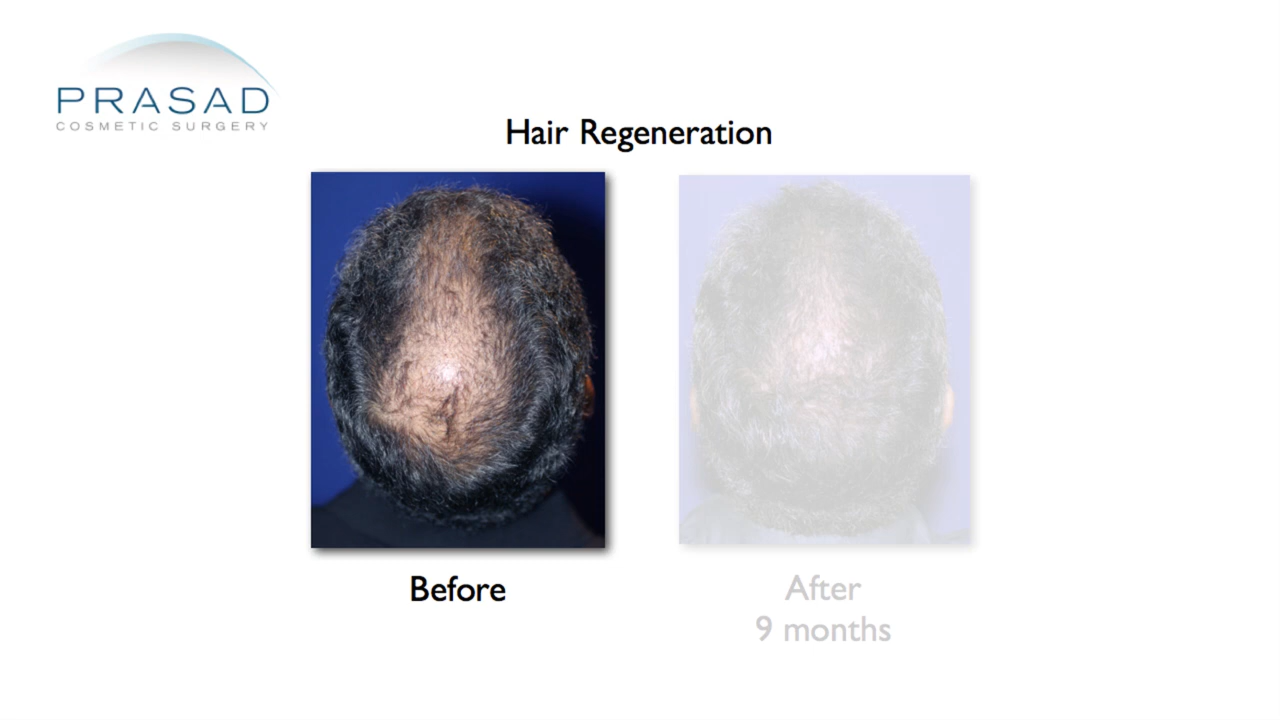 PRASAD
COSMETIC SURGERY
Hair Regeneration
Before
After
9 months